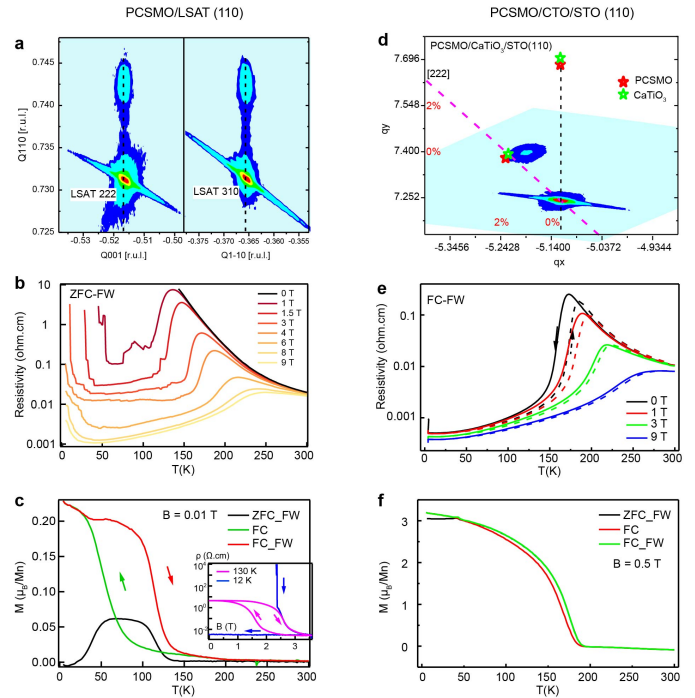 PCSMO/LSAT (110)
PCSMO/CTO/STO (110)
a
0.745
0.740
0.735
0.730
0.725
Q110 [r.u.l.]
LSAT 222
LSAT 310
-0.53
-0.52
-0.51
-0.50
-0.375
-0.370
-0.365
-0.360
-0.355
Q001 [r.u.l.]
Q1-10 [r.u.l.]
d
PCSMO/CaTiO3/STO(110)
7.696
7.548
7.400
7.252
qy
[222]
2%
0%
PCSMO
CaTiO3
2%
0%
-5.3456
-5.2428
-5.1400
-5.0372
-4.9344
qx
b
ZFC-FW
10
1
0.1
0.01
0.001
Resistivity (ohm.cm)
0 T
1 T
1.5 T
3 T
4 T
6 T
8 T
9 T
0
50
100
150
200
250
300
T(K)
e
FC-FW
0.1
0.01
0.001
Resistivity (ohm.cm)
0 T
1 T
3 T
9 T
0
50
100
150
200
250
300
T(K)
c
B = 0.01 T
ZFC_FW
FC
FC_FW
0.20
0.15
0.10
0.05
0.00
M (μB/Mn)
ρ (Ω.cm)
130 K
12 K
B (T)
0
1
2
3
0
50
100
150
200
250
300
T(K)
f
ZFC_FW
FC
FC_FW
B = 0.5 T
3
2
1
0
M (μB/Mn)
0
50
100
150
200
250
300
T(K)